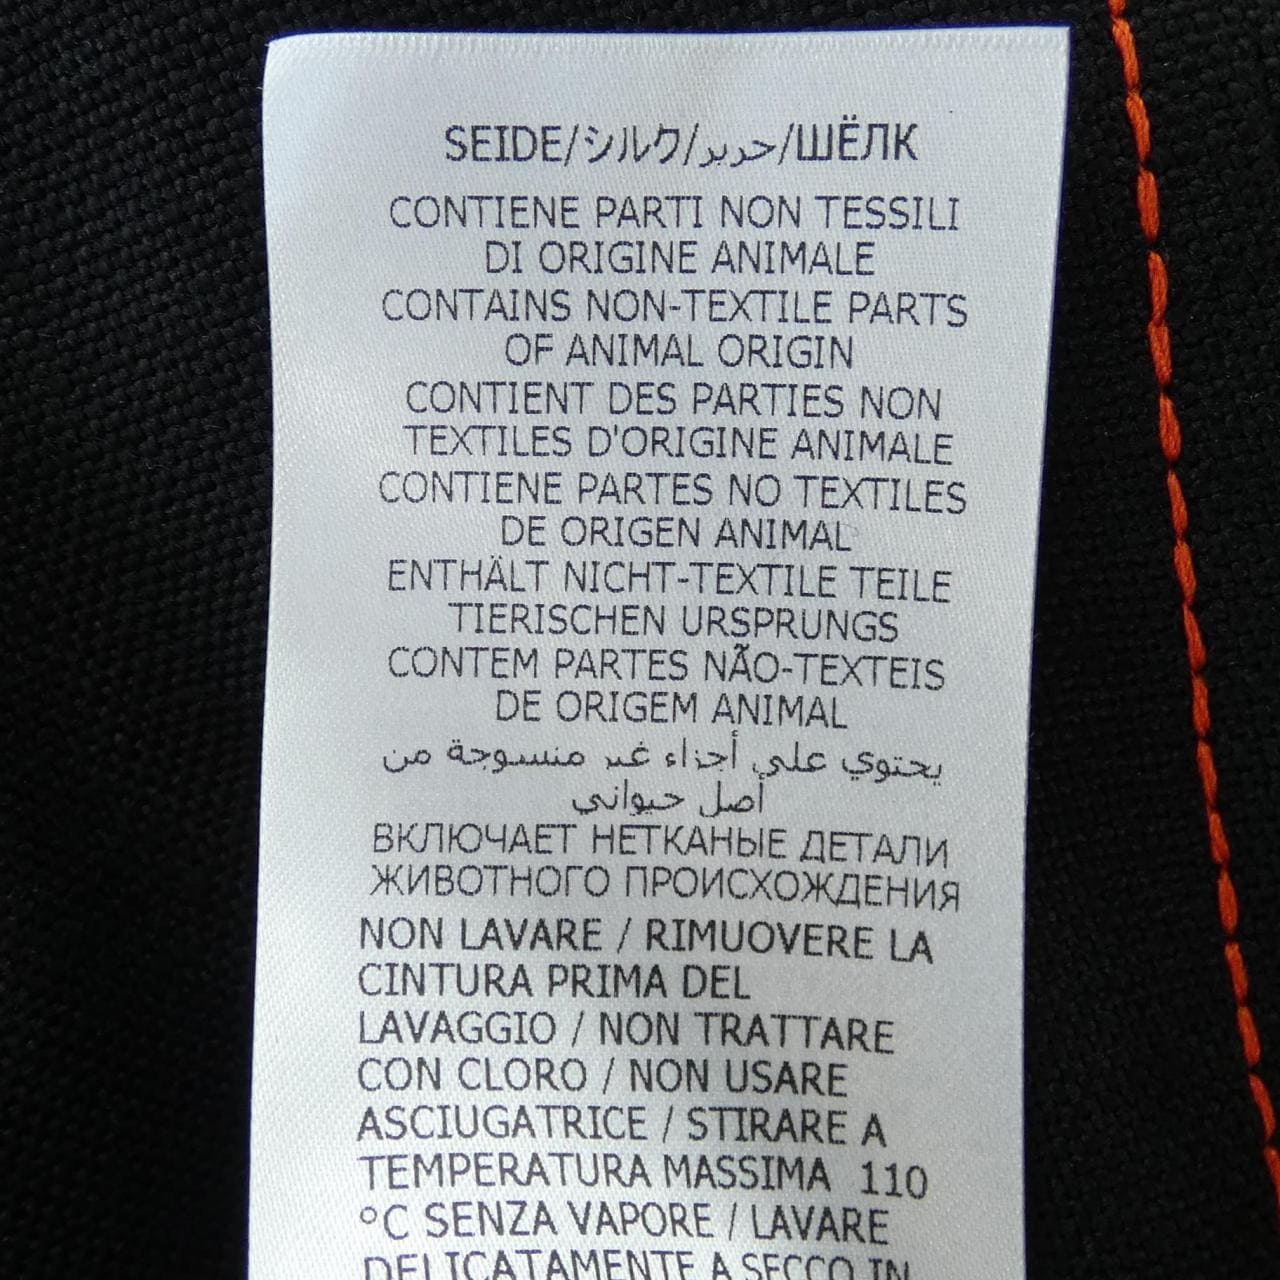 SEIDE/シルク/حرير/ШЁЛК
CONTIENE PARTI NON TESSILI
DI ORIGINE ANIMALE
CONTAINS NON-TEXTILE PARTS
OF ANIMAL ORIGIN
CONTIENT DES PARTIES NON
TEXTILES D'ORIGINE ANIMALE
CONTIENE PARTES NO TEXTILES
DE ORIGEN ANIMAL
ENTHÄLT NICHT-TEXTILE TEILE
TIERISCHEN URSPRUNGS
CONTEM PARTES NÃO-TEXTEIS
DE ORIGEM ANIMAL
يحتوي على أجزاء غير منسوجة من
أصل حيواني
ВКЛЮЧАЕТ НЕТКАНЫЕ ДЕТАЛИ
ЖИВОТНОГО ПРОИСХОЖДЕНИЯ
NON LAVARE / RIMUOVERE LA
CINTURA PRIMA DEL
LAVAGGIO / NON TRATTARE
CON CLORO / NON USARE
ASCIUGATRICE / STIRARE A
TEMPERATURA MASSIMA 110
°C SENZA VAPORE / LAVARE
DELICATAMENTE A SECCO IN